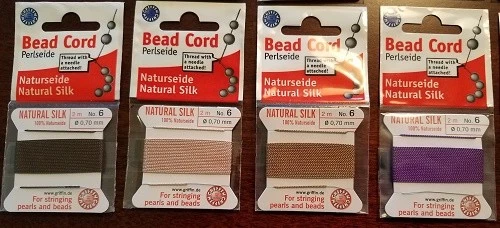 Bead Cord
Perlseide
Thread with
a needle
attached!
Naturseide
Natural Silk
NATURAL SILK
100% Naturseide
2 m No. 6
Ø 0,70 mm
www.griffin.de
For stringing
pearls and beads
Bead Cord
Perlseide
Thread with
a needle
attached!
Naturseide
Natural Silk
NATURAL SILK
100% Naturseide
2 m No. 6
Ø 0,70 mm
www.griffin.de
For stringing
pearls and beads
Bead Cord
Perlseide
Thread with
a needle
attached!
Naturseide
Natural Silk
NATURAL SILK
100% Naturseide
2 m No. 6
Ø 0,70 mm
www.griffin.de
For stringing
pearls and beads
Bead Cord
Perlseide
Thread with
a needle
attached!
Naturseide
Natural Silk
NATURAL SILK
100% Naturseide
2 m No. 6
Ø 0,70 mm
www.griffin.de
For stringing
pearls and beads